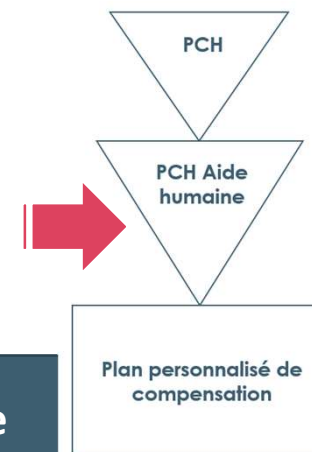 PCH
PCH Aide
humaine
Plan personnalisé de
compensation
e